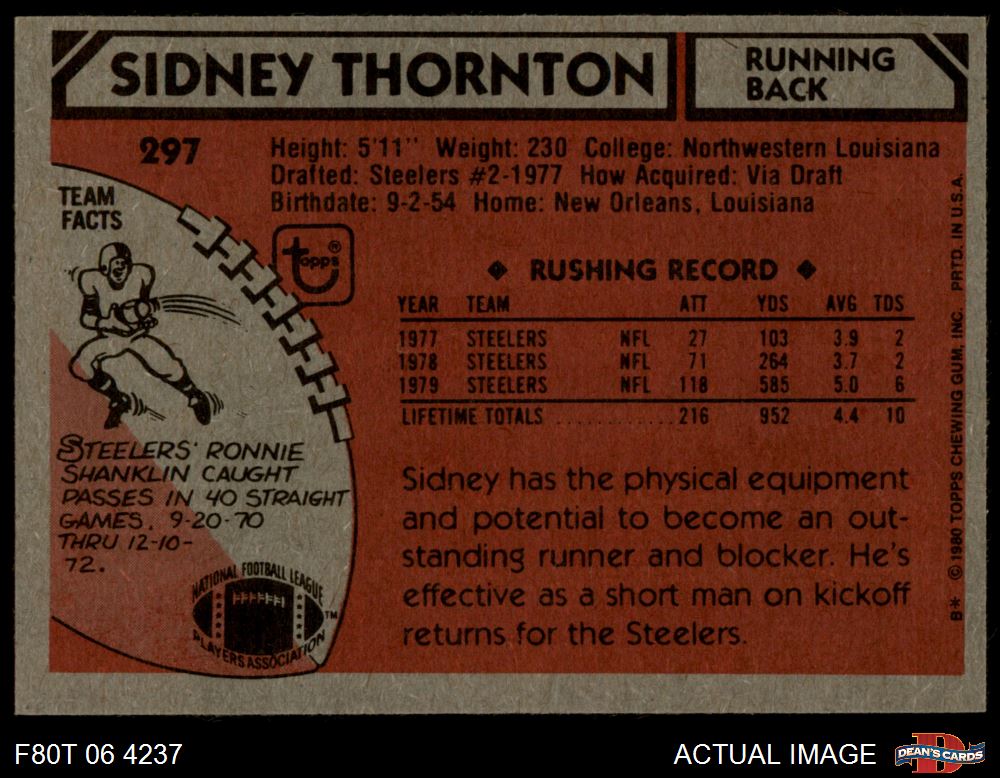 SIDNEY THORNTON
RUNNING
BACK
297
Height: 5'11" Weight: 230 College: Northwestern Louisiana
Drafted: Steelers #2-1977 How Acquired: Via Draft
Birthdate: 9-2-54 Home: New Orleans, Louisiana
TEAM
FACTS
topps®
◆ RUSHING RECORD ◆
YEAR TEAM ATT YDS AVG TDS
1977 STEELERS NFL 27 103 3.9 2
1978 STEELERS NFL 71 264 3.7 2
1979 STEELERS NFL 118 585 5.0 6
LIFETIME TOTALS . . . . . . . . . . . . 216 952 4.4 10
STEELERS' RONNIE
SHANKLIN CAUGHT
PASSES IN 40 STRAIGHT
GAMES. 9-20-70
THRU 12-10-
72.
NATIONAL FOOTBALL LEAGUE
PLAYERS ASSOCIATION
™
Sidney has the physical equipment
and potential to become an out-
standing runner and blocker. He's
effective as a short man on kickoff
returns for the Steelers.
B* © 1980 TOPPS CHEWING GUM, INC. PRTD. IN U.S.A.
F80T 06 4237
ACTUAL IMAGE
DEAN'S CARDS